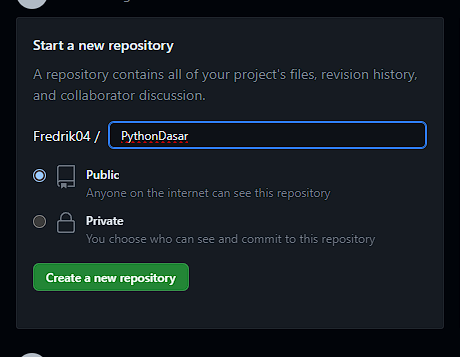 Start a new repository
A repository contains all of your project's files, revision history,
and collaborator discussion.
Fredrik04 / PythonDasar
Public
Anyone on the internet can see this repository
Private
You choose who can see and commit to this repository
Create a new repository